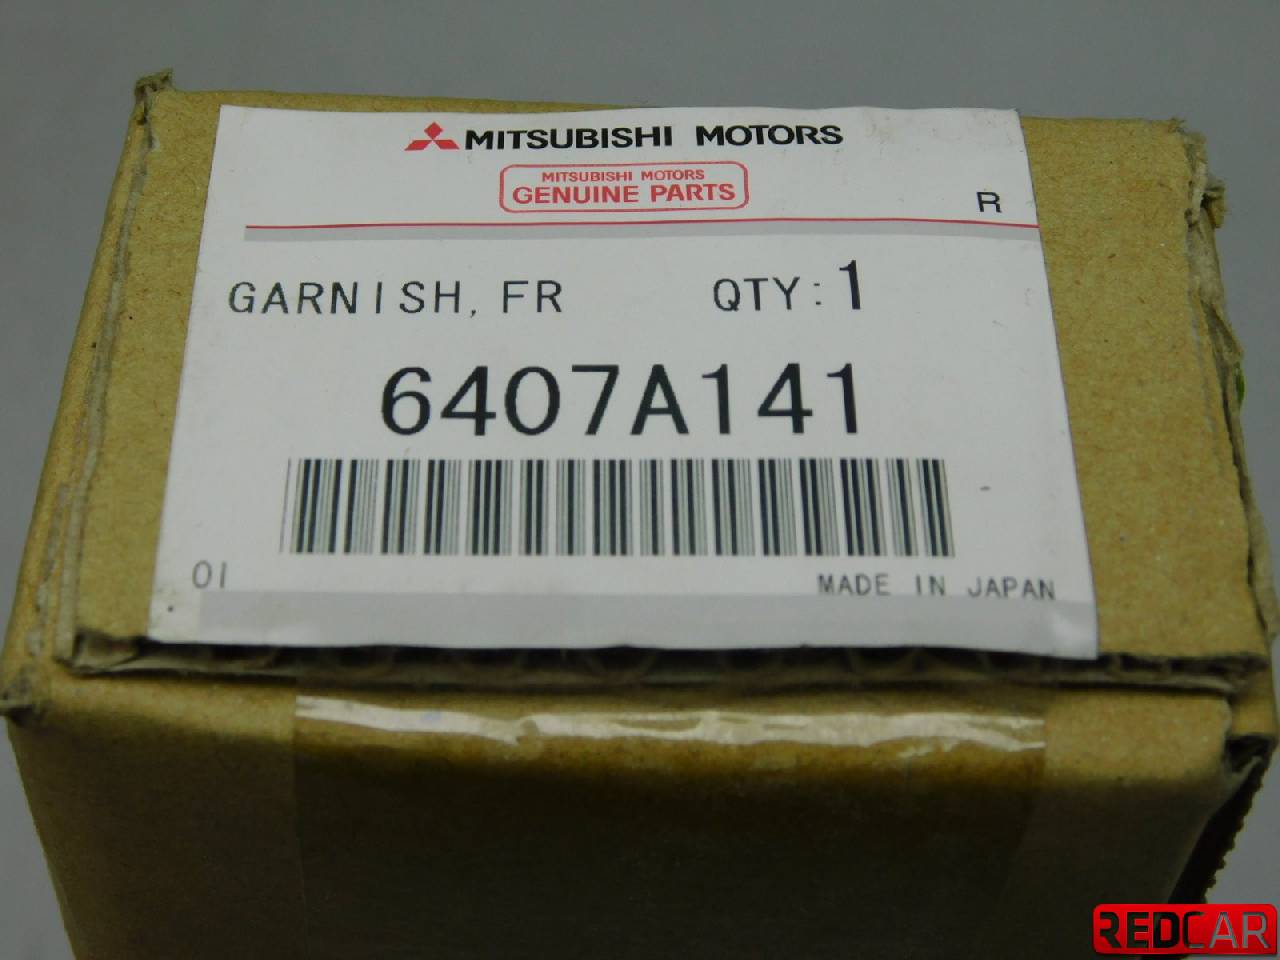 MITSUBISHI MOTORS
MITSUBISHI MOTORS
GENUINE PARTS
R
GARNISH, FR QTY: 1
6407A141
01 MADE IN JAPAN
REDCAR